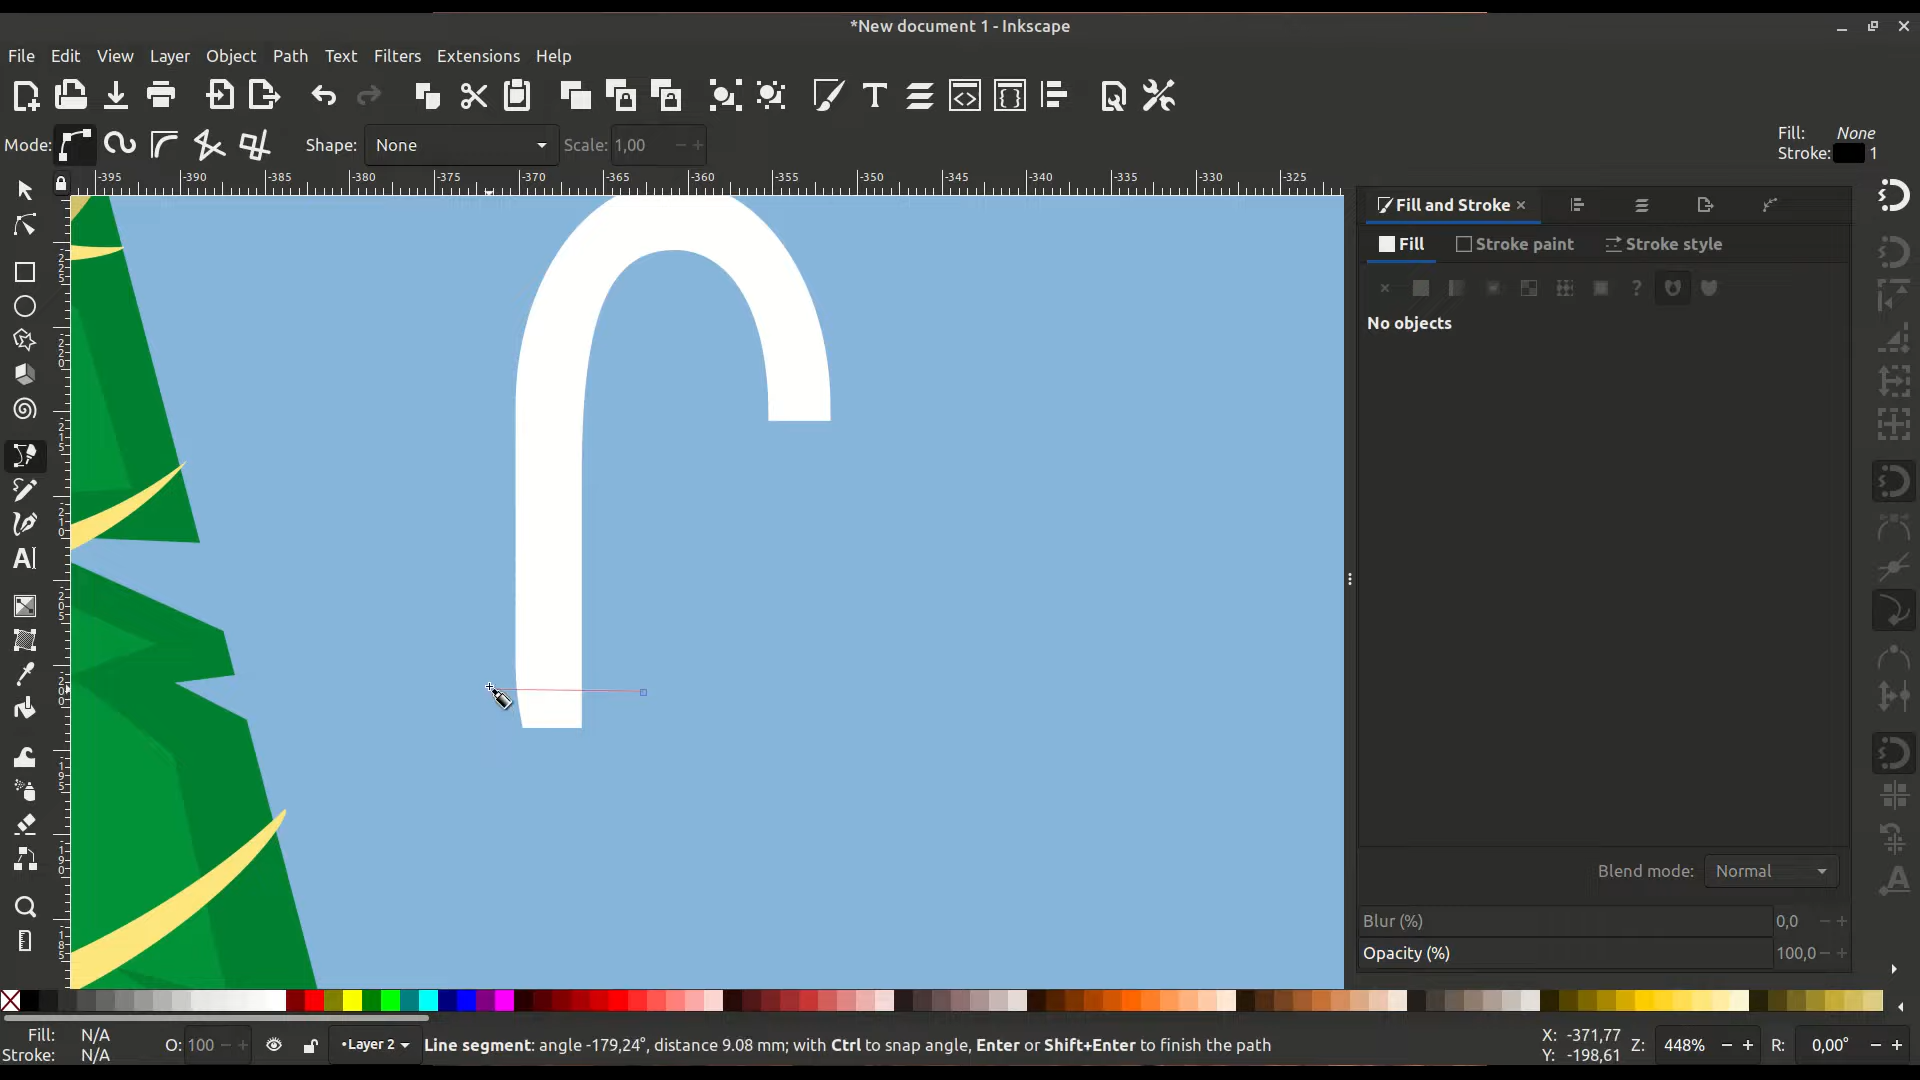 *New document 1 - Inkscape
File Edit View Layer Object Path Text Filters Extensions Help
Mode: Shape: None Scale: 1,00
Fill: None
Stroke: 1
-395 -390 -385 -380 -375 -370 -365 -360 -355 -350 -345 -340 -335 -330 -325
Fill and Stroke
Fill Stroke paint Stroke style
No objects
Blend mode: Normal
Blur (%) 0,0
Opacity (%) 100,0
Fill: N/A
Stroke: N/A
O: 100
•Layer 2
Line segment: angle -179,24°, distance 9.08 mm; with Ctrl to snap angle, Enter or Shift+Enter to finish the path
X: -371,77
Y: -198,61
Z: 448%
R: 0,00°